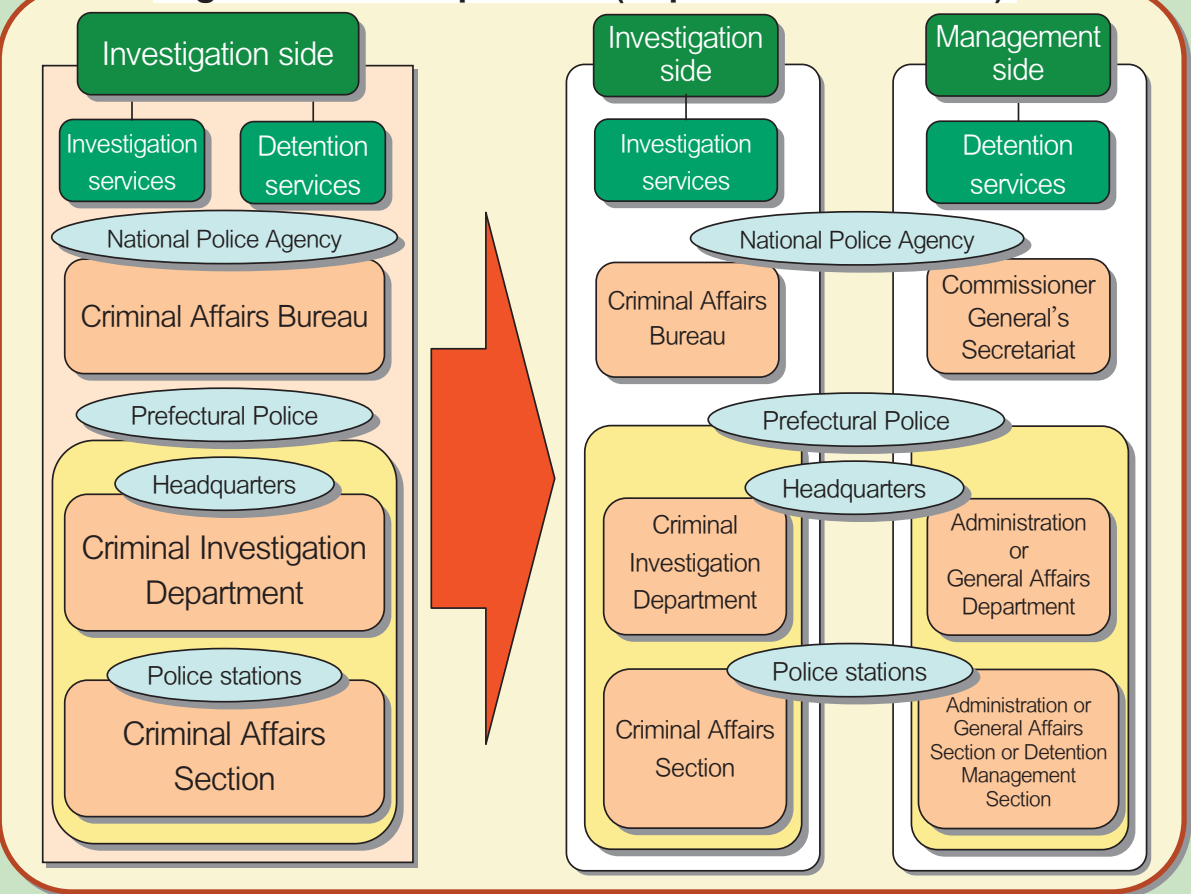 Investigation side
Investigation
services
Detention
services
National Police Agency
Criminal Affairs Bureau
Prefectural Police
Headquarters
Criminal Investigation
Department
Police stations
Criminal Affairs
Section
Investigation
side
Management
side
Investigation
services
Detention
services
National Police Agency
Criminal Affairs
Bureau
Commissioner
General's
Secretariat
Prefectural Police
Headquarters
Criminal
Investigation
Department
Administration
or
General Affairs
Department
Police stations
Criminal Affairs
Section
Administration or
General Affairs
Section or Detention
Management
Section